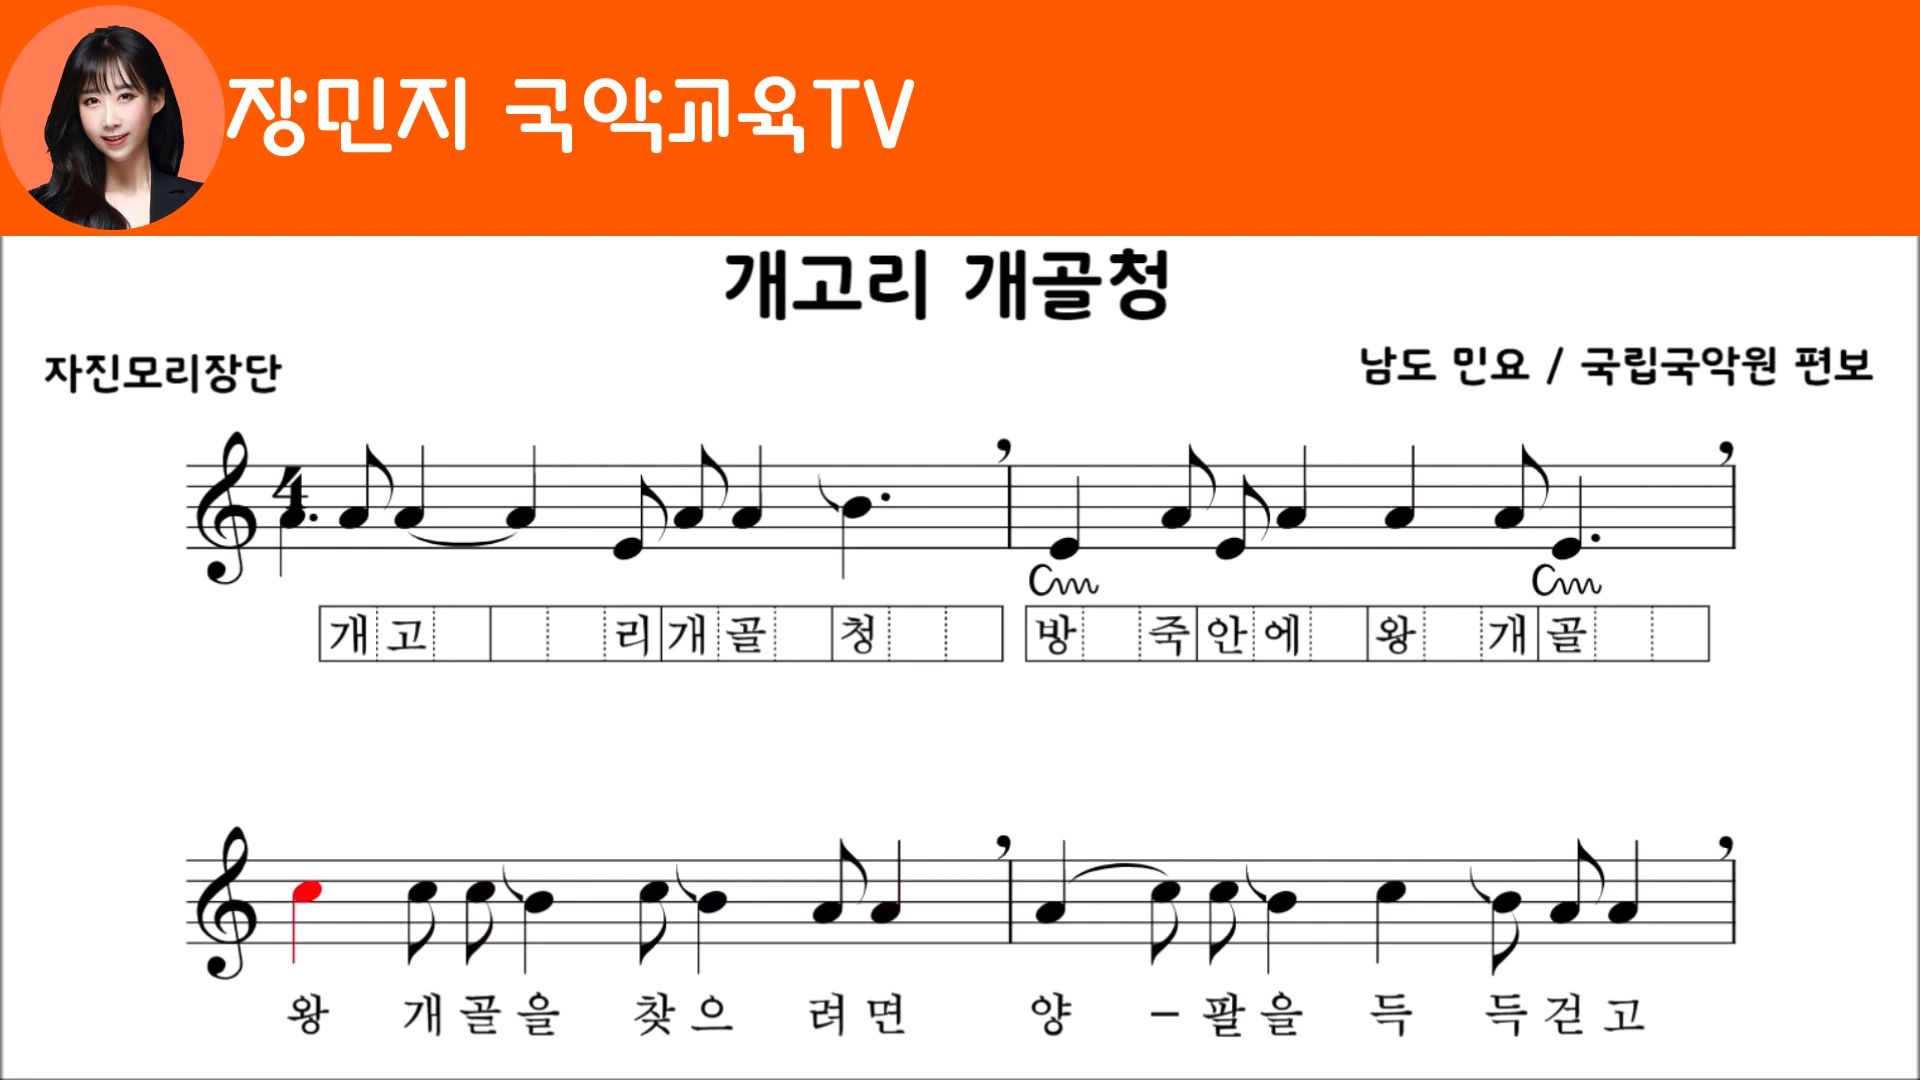 장민지 국악교육TV
개고리 개골청
자진모리장단
남도 민요 / 국립국악원 편보
4
개고 리개골 청 방 죽안에 왕 개골
왕 개골을 찾으 려면 양 - 팔을 득 득걷고